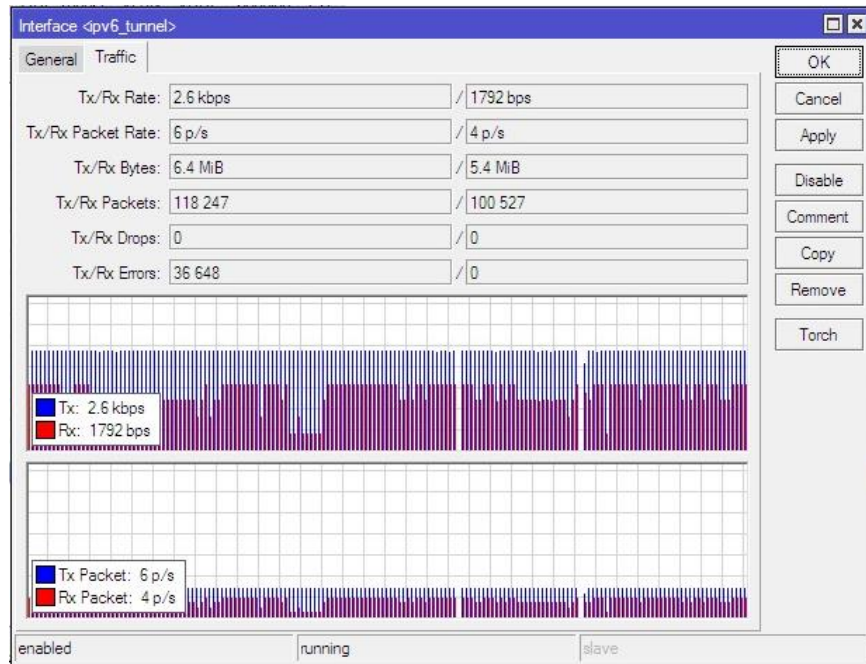 Interface <ipv6_tunnel>
General Traffic
OK
Tx/Rx Rate: 2.6 kbps / 1792 bps
Cancel
Tx/Rx Packet Rate: 6 p/s / 4 p/s
Apply
Tx/Rx Bytes: 6.4 MiB / 5.4 MiB
Disable
Tx/Rx Packets: 118 247 / 100 527
Comment
Tx/Rx Drops: 0 / 0
Copy
Tx/Rx Errors: 36 648 / 0
Remove
Torch
Tx: 2.6 kbps
Rx: 1792 bps
Tx Packet: 6 p/s
Rx Packet: 4 p/s
enabled running slave